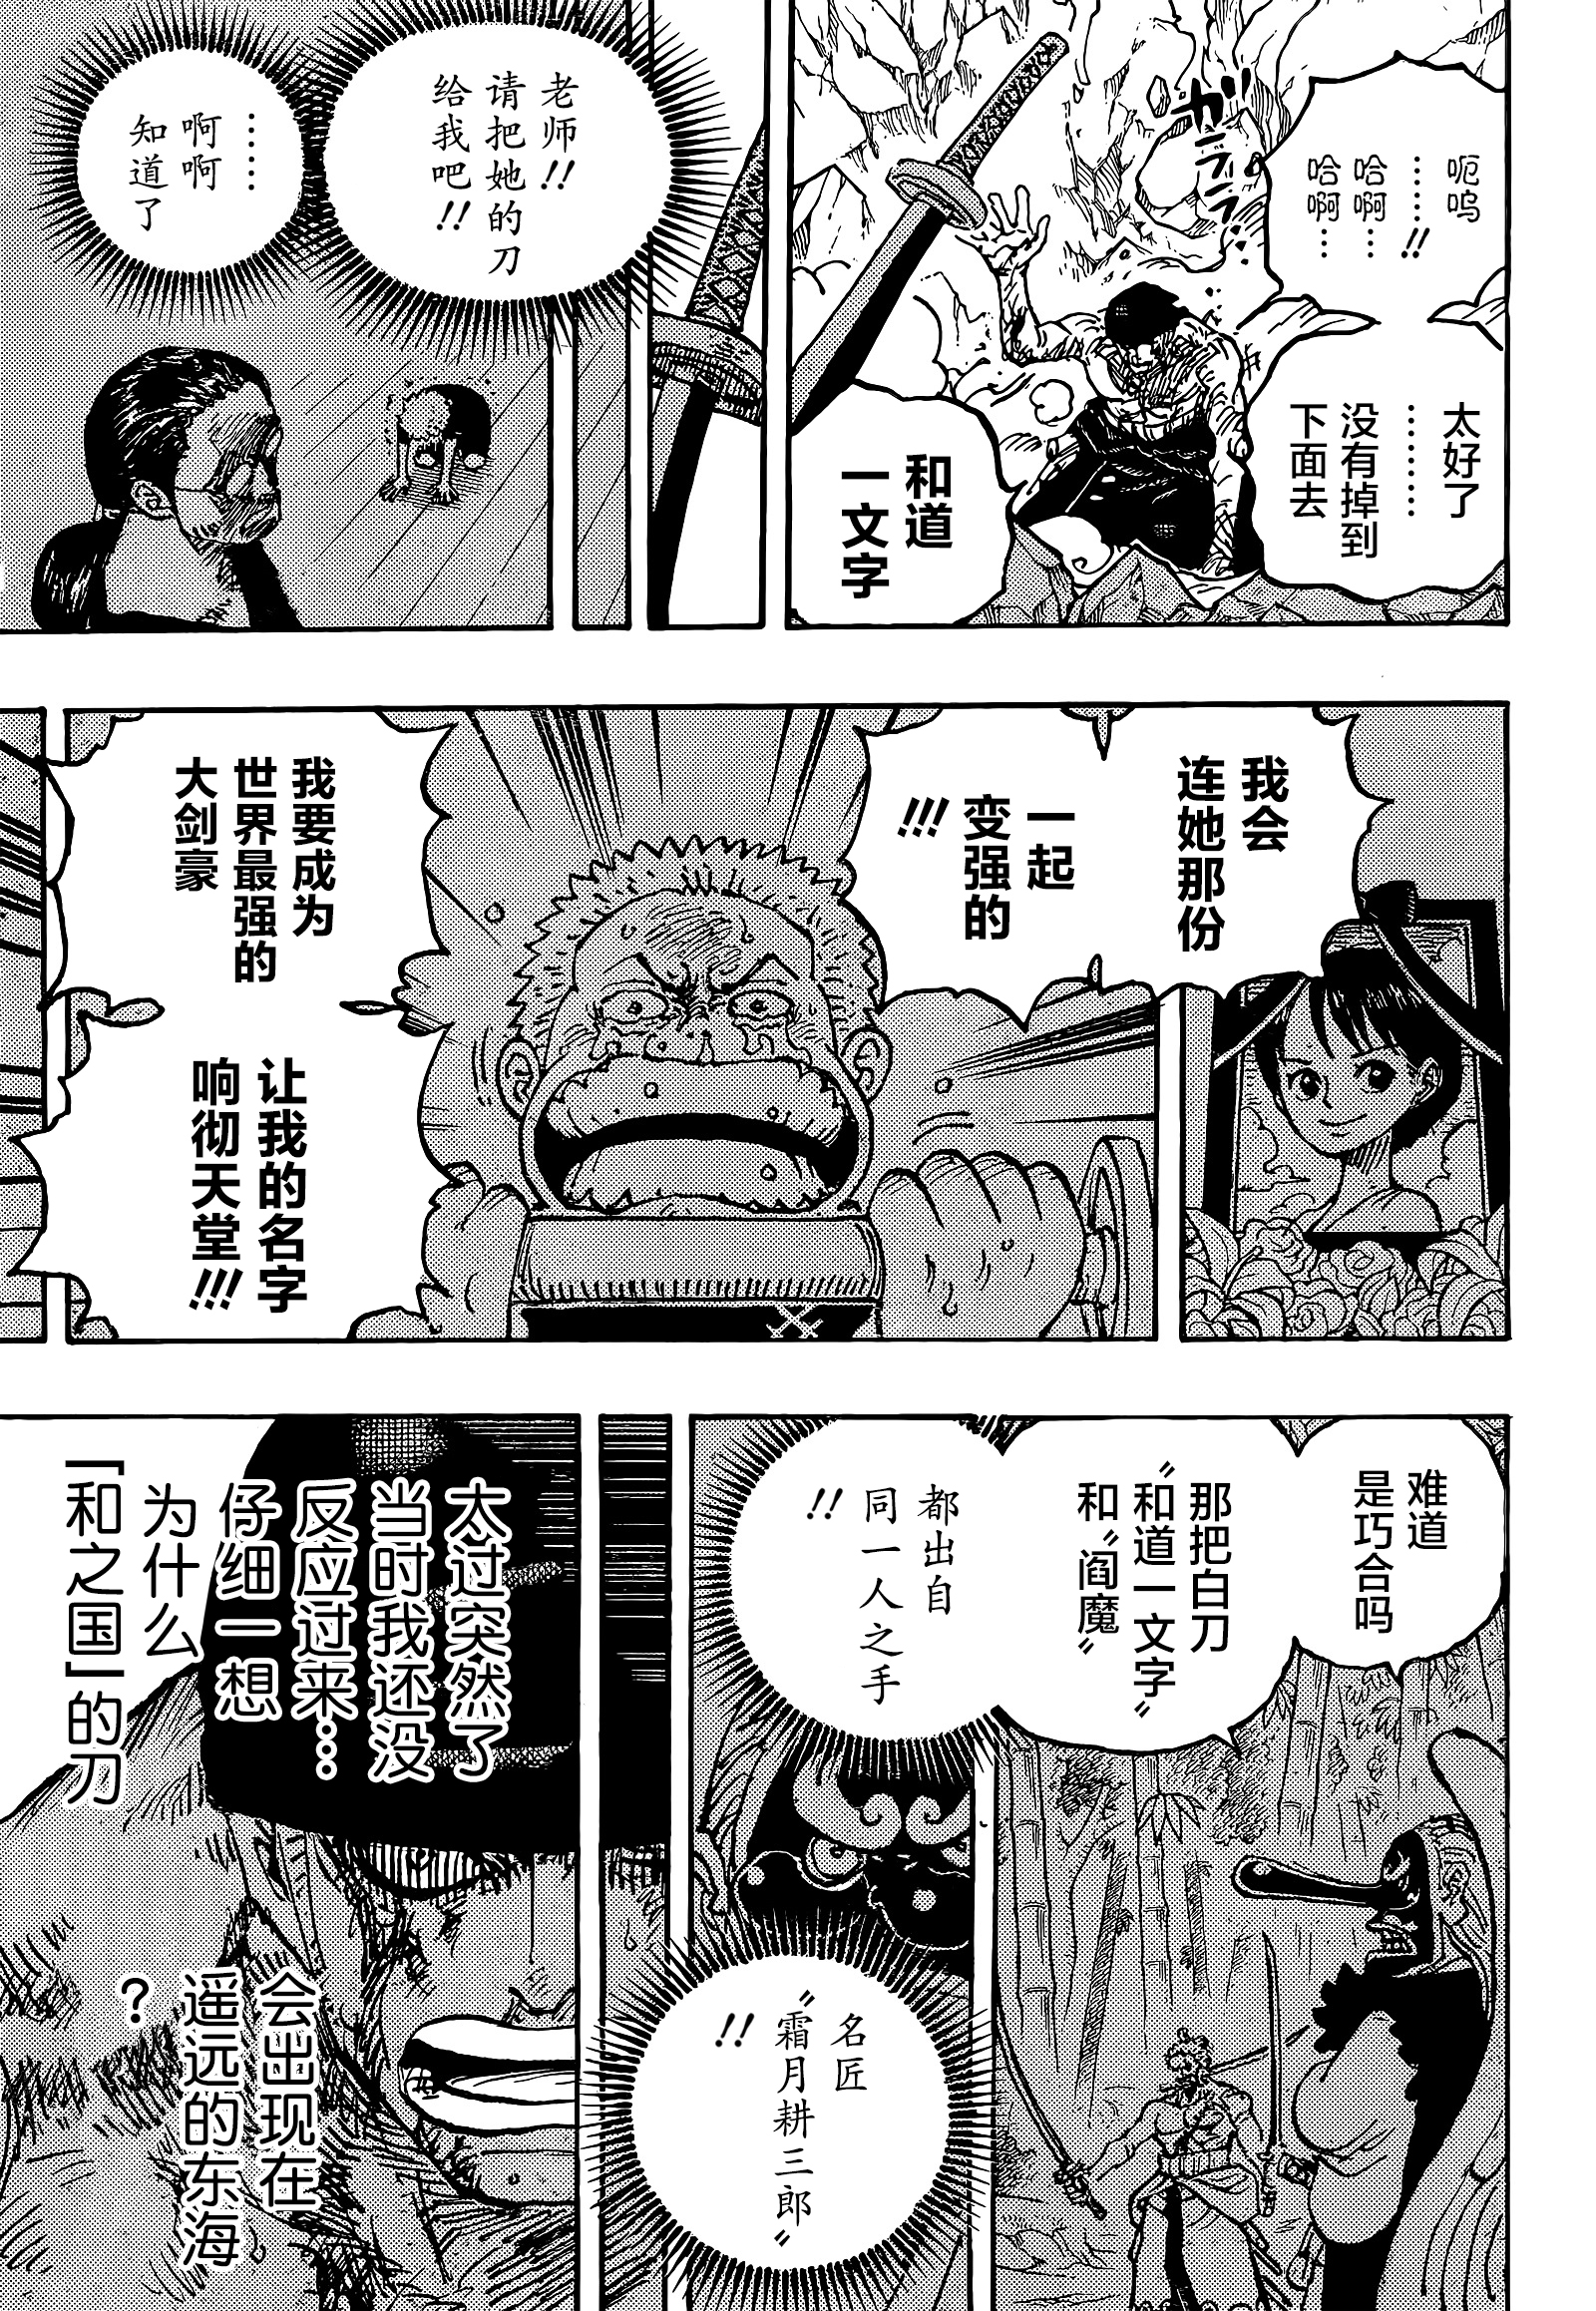 呃呜
……!!
哈啊…
哈啊…
ガラララ…
太好了
………
没有掉到
下面去
和道
一文字
老师!!
请把她的刀
给我吧!!
……
啊啊
知道了
我会
连她那份
一起
变强的
!!!
我要成为
世界最强的
大剑豪
让我的名字
响彻天堂!!!
难道
是巧合吗
那把白刀
〝和道一文字〞
和〝阎魔〞
都出自
同一人之手
!!
名匠
〝霜月耕三郎〞
!!
太过突然了
当时我还没
反应过来…
仔细一想
为什么
「和之国」的刀
会出现在
遥远的东海
？